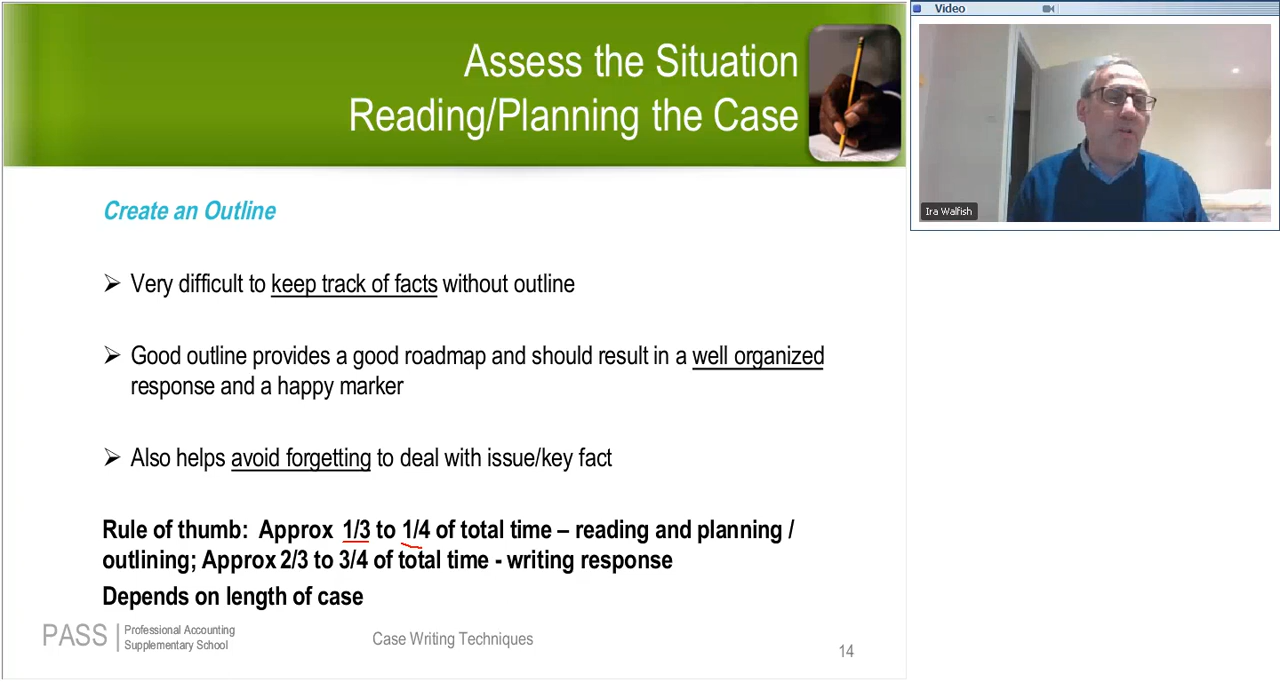 Assess the Situation
Reading/Planning the Case
Create an Outline
➢ Very difficult to keep track of facts without outline
➢ Good outline provides a good roadmap and should result in a well organized
response and a happy marker
➢ Also helps avoid forgetting to deal with issue/key fact
Rule of thumb: Approx 1/3 to 1/4 of total time – reading and planning /
outlining; Approx 2/3 to 3/4 of total time - writing response
Depends on length of case
PASS
Professional Accounting
Supplementary School
Case Writing Techniques
14
Video
Ira Walfish